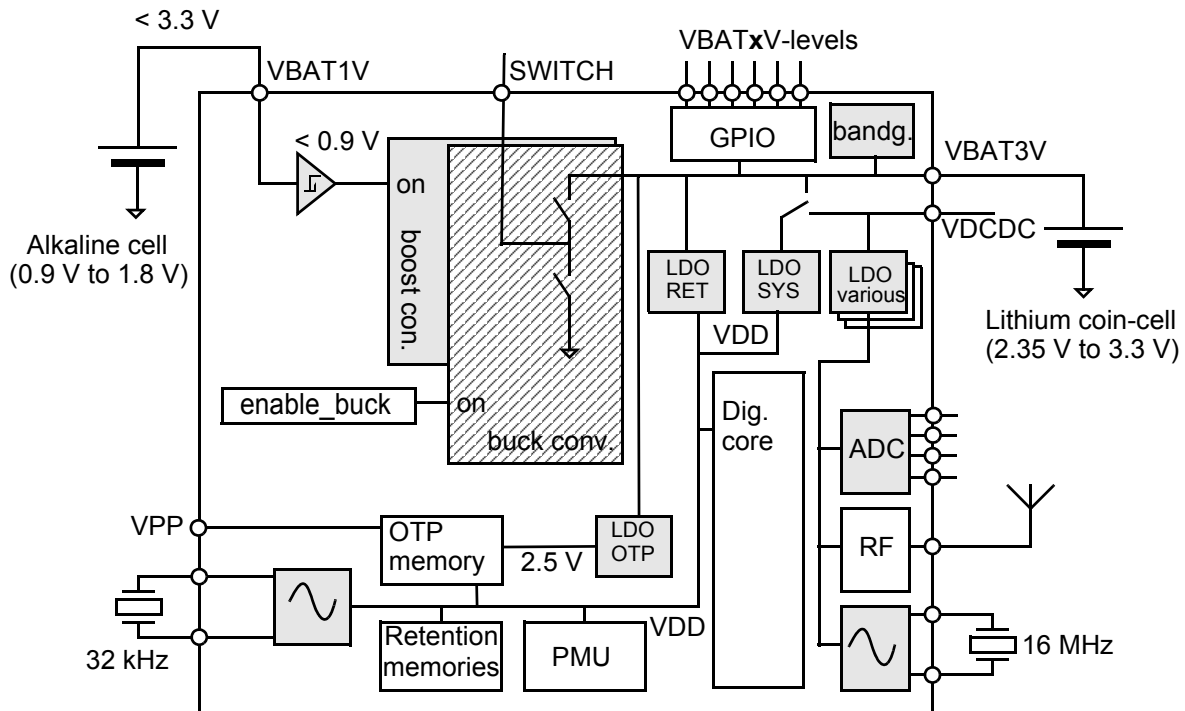 < 3.3 V
VBAT1V
SWITCH
VBATxV-levels
GPIO
bandg.
VBAT3V
VDCDC
< 0.9 V
on
boost con.
Alkaline cell
(0.9 V to 1.8 V)
LDO
RET
LDO
SYS
LDO
various
VDD
Lithium coin-cell
(2.35 V to 3.3 V)
enable_buck
on
buck conv.
Dig.
core
ADC
VPP
OTP
memory
2.5 V
LDO
OTP
RF
32 kHz
Retention
memories
PMU
VDD
16 MHz